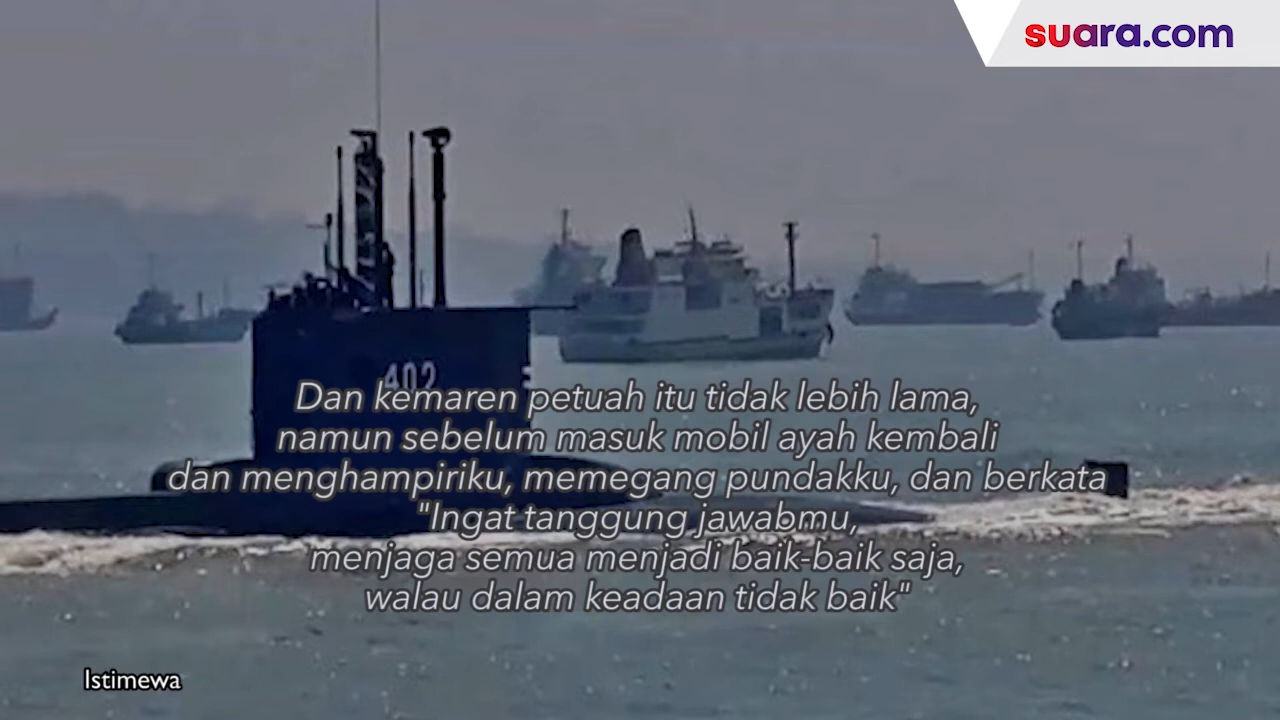 suara.com
402
Dan kemaren petuah itu tidak lebih lama,
namun sebelum masuk mobil ayah kembali
dan menghampiriku, memegang pundakku, dan berkata
"Ingat tanggung jawabmu,
menjaga semua menjadi baik-baik saja,
walau dalam keadaan tidak baik"
Istimewa